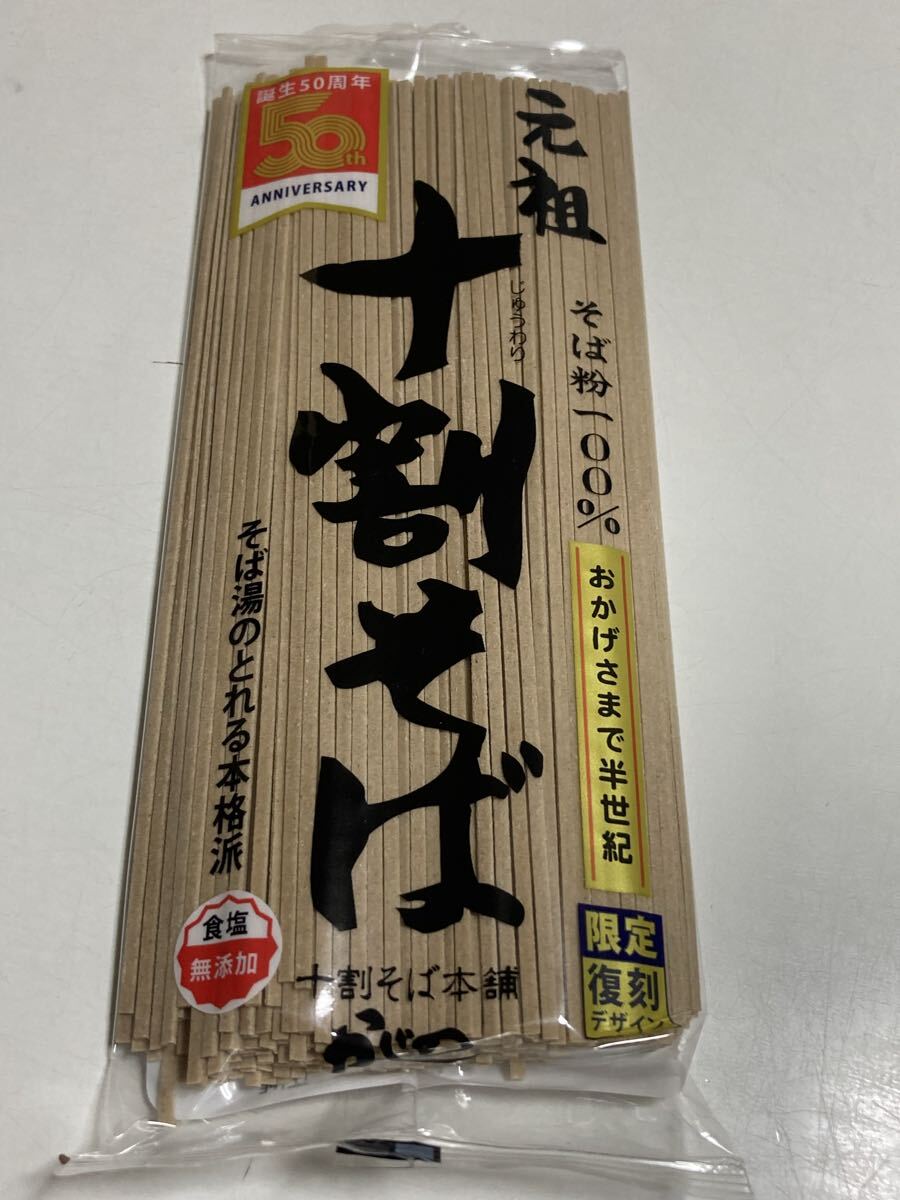 誕生50周年
50th
ANNIVERSARY
元祖
十割そば
じゅうわり
そば粉一〇〇%
おかげさまで半世紀
そば湯のとれる本格派
食塩
無添加
限定
復刻
デザイン
十割そば本舗